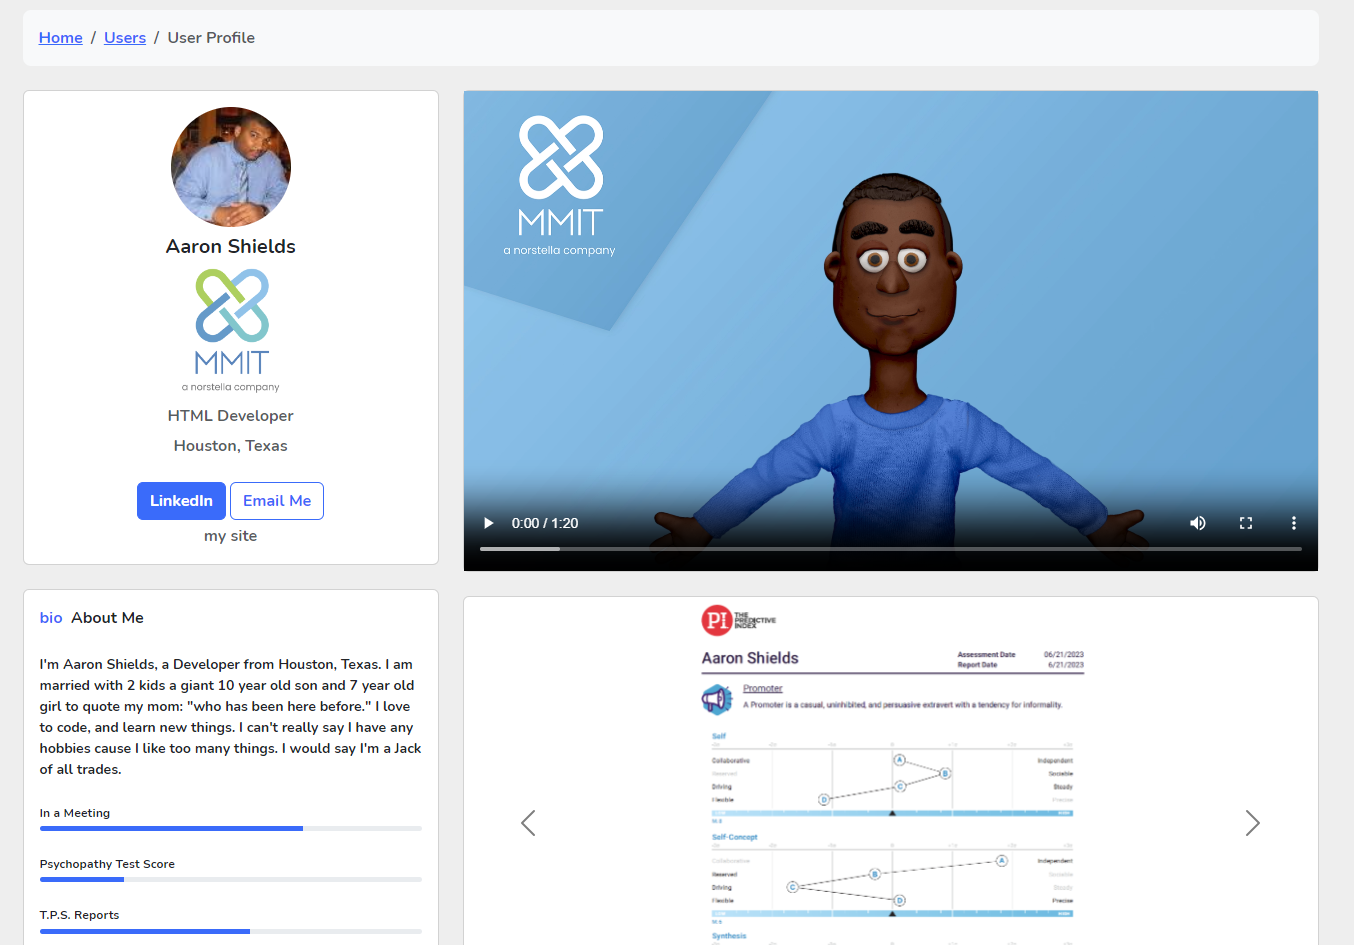 Home / Users / User Profile
Aaron Shields
MMIT
a norstella company
HTML Developer
Houston, Texas
LinkedIn Email Me
my site
bio About Me
I'm Aaron Shields, a Developer from Houston, Texas. I am
married with 2 kids a giant 10 year old son and 7 year old
girl to quote my mom: "who has been here before." I love
to code, and learn new things. I can't really say I have any
hobbies cause I like too many things. I would say I'm a Jack
of all trades.
In a Meeting
Psychopathy Test Score
T.P.S. Reports
MMIT
a norstella company
0:00 / 1:20
PI THE
PREDICTIVE
INDEX
Aaron Shields
Assessment Date 06/21/2023
Report Date 6/21/2023
Promoter
A Promoter is a casual, uninhibited, and persuasive extravert with a tendency for informality.
Self
Collaborative A Independent
Reserved B Sociable
Driving C Steady
Flexible D Precise
Self-Concept
Collaborative A Independent
Reserved B Sociable
Driving C Steady
Flexible D Precise
Synthesis